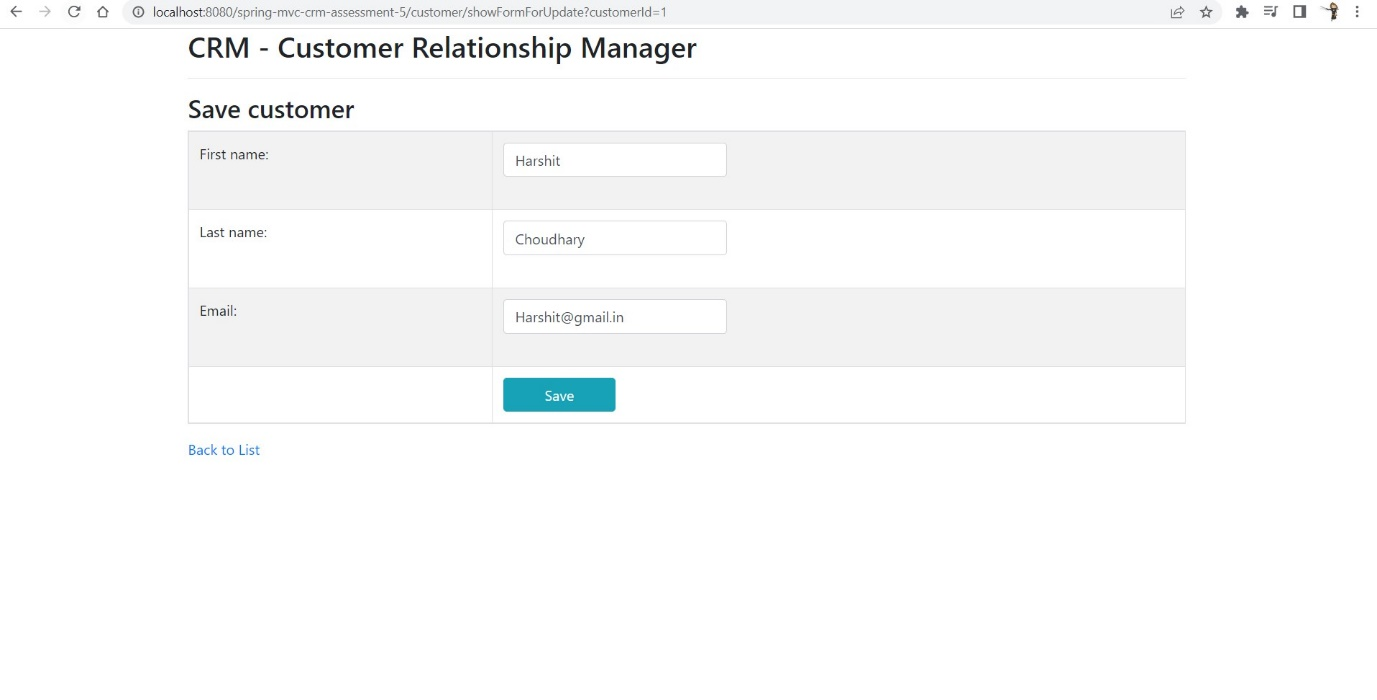 localhost:8080/spring-mvc-crm-assessment-5/customer/showFormForUpdate?customerId=1
CRM - Customer Relationship Manager
Save customer
First name: Harshit
Last name: Choudhary
Email: Harshit@gmail.in
Save
Back to List